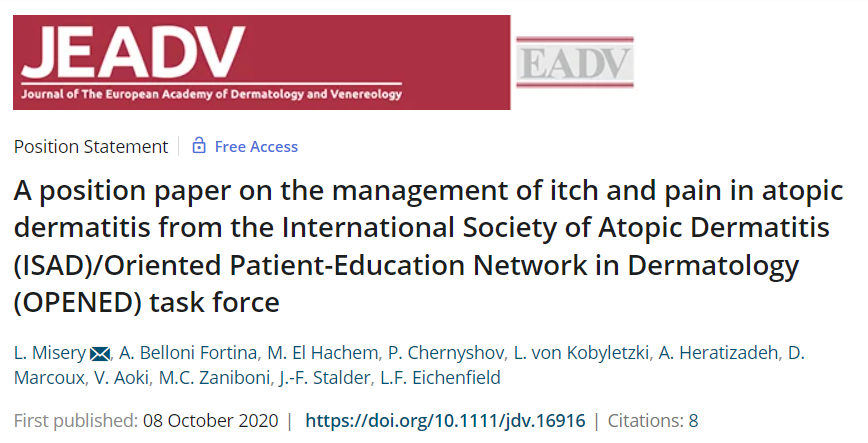 JEADV
Journal of The European Academy of Dermatology and Venereology
EADV
Position Statement | Free Access
A position paper on the management of itch and pain in atopic
dermatitis from the International Society of Atopic Dermatitis
(ISAD)/Oriented Patient-Education Network in Dermatology
(OPENED) task force
L. Misery, A. Belloni Fortina, M. El Hachem, P. Chernyshov, L. von Kobyletzki, A. Heratizadeh, D.
Marcoux, V. Aoki, M.C. Zaniboni, J.-F. Stalder, L.F. Eichenfield
First published: 08 October 2020 | https://doi.org/10.1111/jdv.16916 | Citations: 8